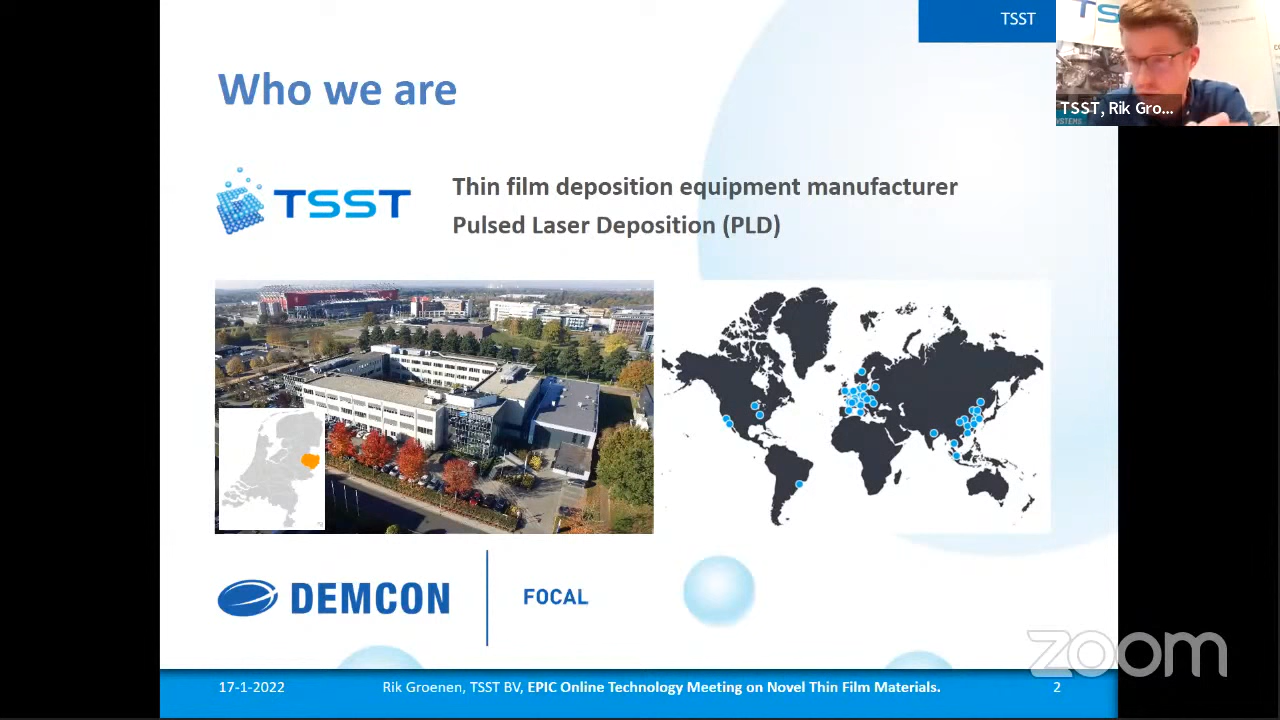 TSST
TS
Who we are
TSST, Rik Gro...
TSST
Thin film deposition equipment manufacturer
Pulsed Laser Deposition (PLD)
DEMCON
FOCAL
zoom
17-1-2022
Rik Groenen, TSST BV, EPIC Online Technology Meeting on Novel Thin Film Materials.
2